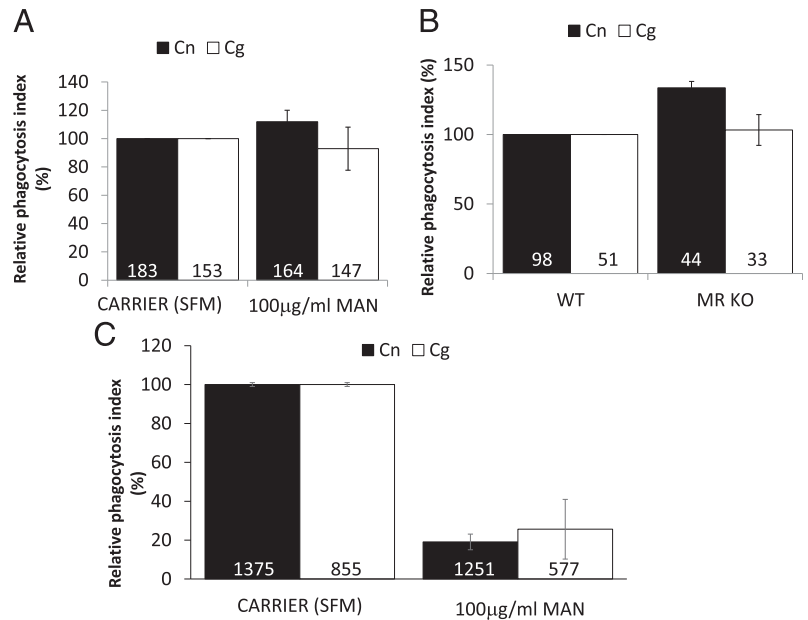 A
Cn Cg
Relative phagocytosis index
(%)
140
120
100
80
60
40
20
0
183 153 164 147
CARRIER (SFM) 100µg/ml MAN
B
Cn Cg
Relative phagocytosis index (%)
150
100
50
0
98 51 44 33
WT MR KO
C
Cn Cg
Relative phagocytosis index
(%)
120
100
80
60
40
20
0
1375 855 1251 577
CARRIER (SFM) 100µg/ml MAN